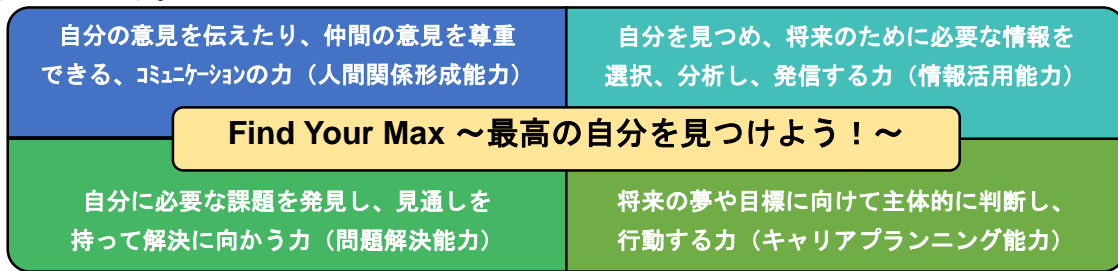 自分の意見を伝えたり、仲間の意見を尊重
できる、ｺﾐｭﾆｹｰｼｮﾝの力（人間関係形成能力）
自分を見つめ、将来のために必要な情報を
選択、分析し、発信する力（情報活用能力）
Find Your Max ～最高の自分を見つけよう！～
自分に必要な課題を発見し、見通しを
持って解決に向かう力（問題解決能力）
将来の夢や目標に向けて主体的に判断し、
行動する力（キャリアプランニング能力）